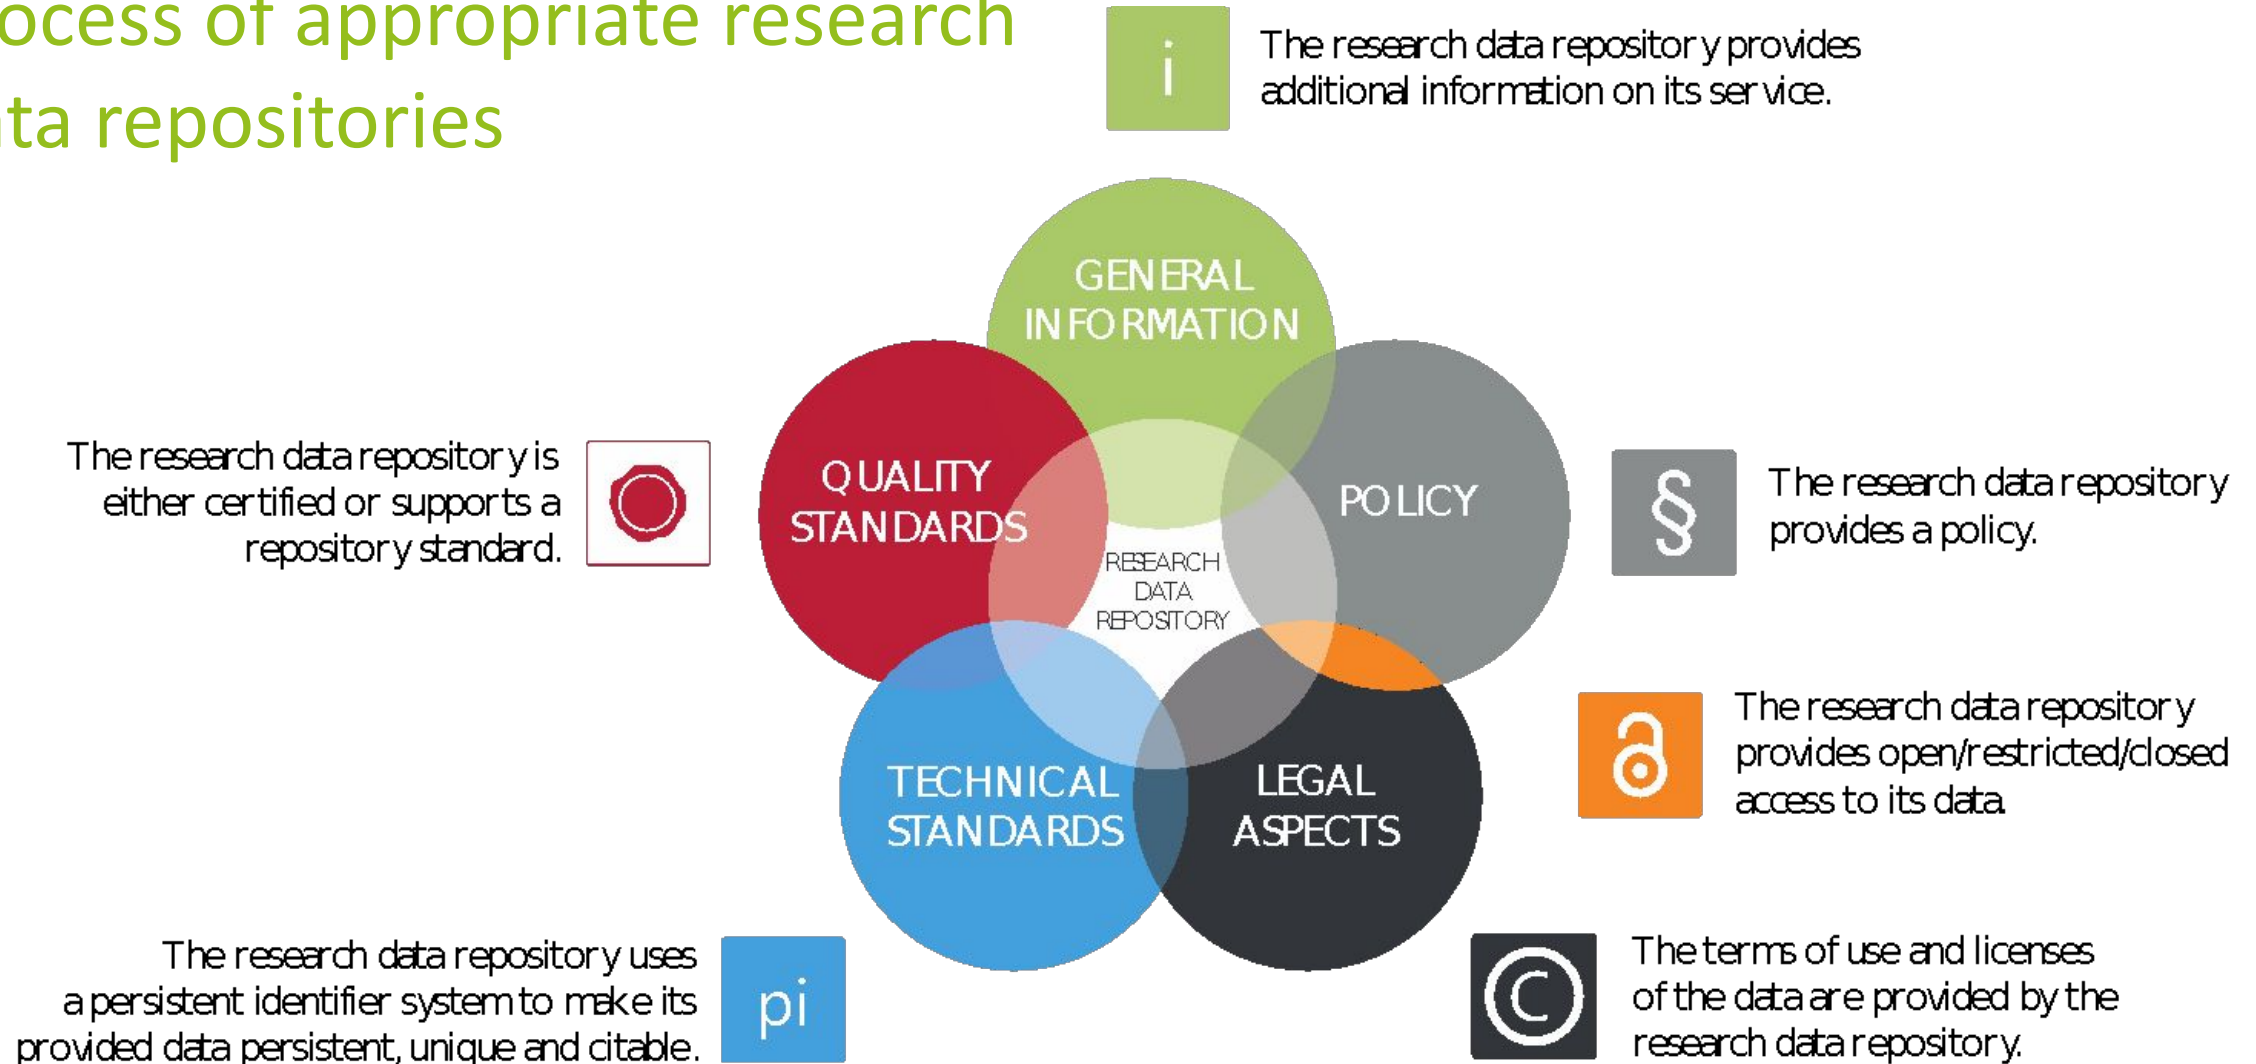 ocess of appropriate research
ta repositories
i
The research data repository provides
additional information on its service.
GENERAL
INFORMATION
The research data repository is
either certified or supports a
repository standard.
QUALITY
STANDARDS
POLICY
§
The research data repository
provides a policy.
RESEARCH
DATA
REPOSITORY
The research data repository
provides open/restricted/closed
access to its data.
TECHNICAL
STANDARDS
LEGAL
ASPECTS
The research data repository uses
a persistent identifier system to make its
provided data persistent, unique and citable.
pi
©
The terms of use and licenses
of the data are provided by the
research data repository.